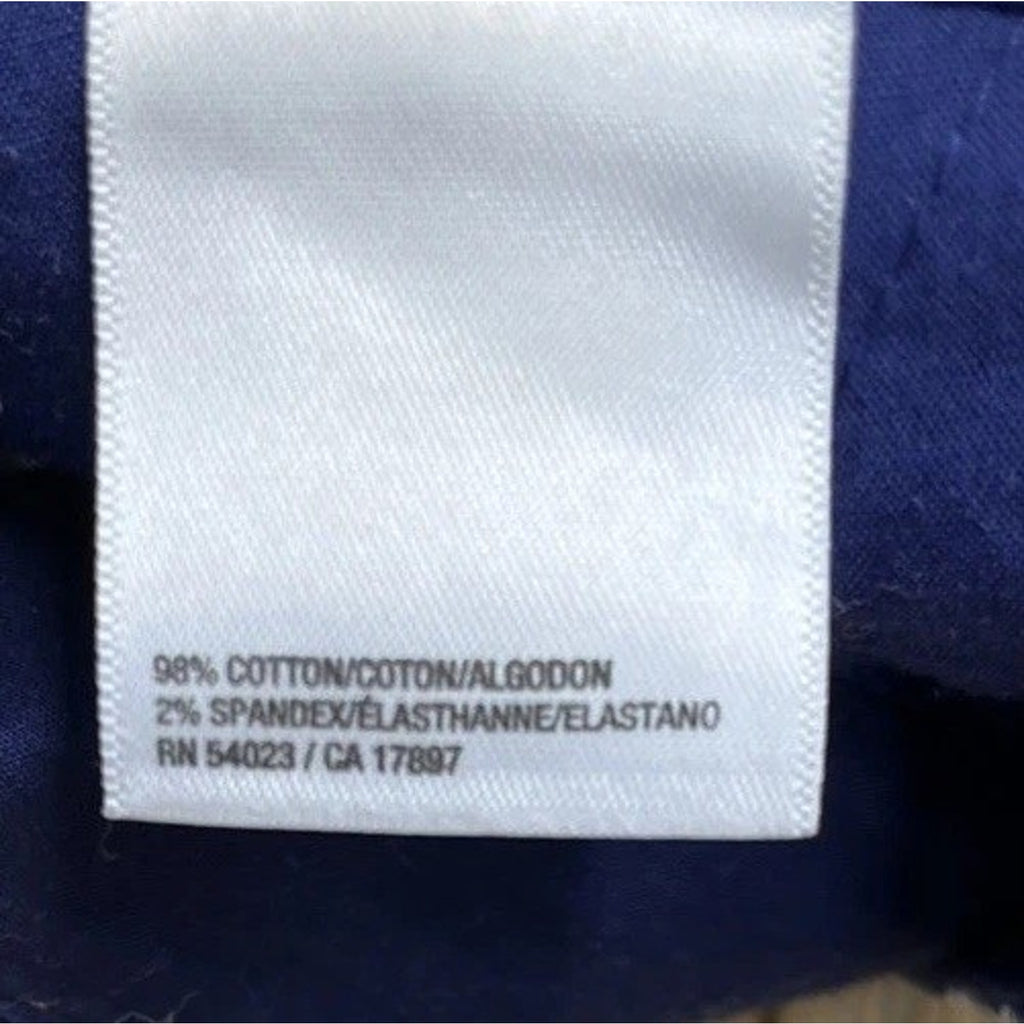 98% COTTON/COTON/ALGODON
2% SPANDEX/ÉLASTHANNE/ELASTANO
RN 54023 / CA 17897